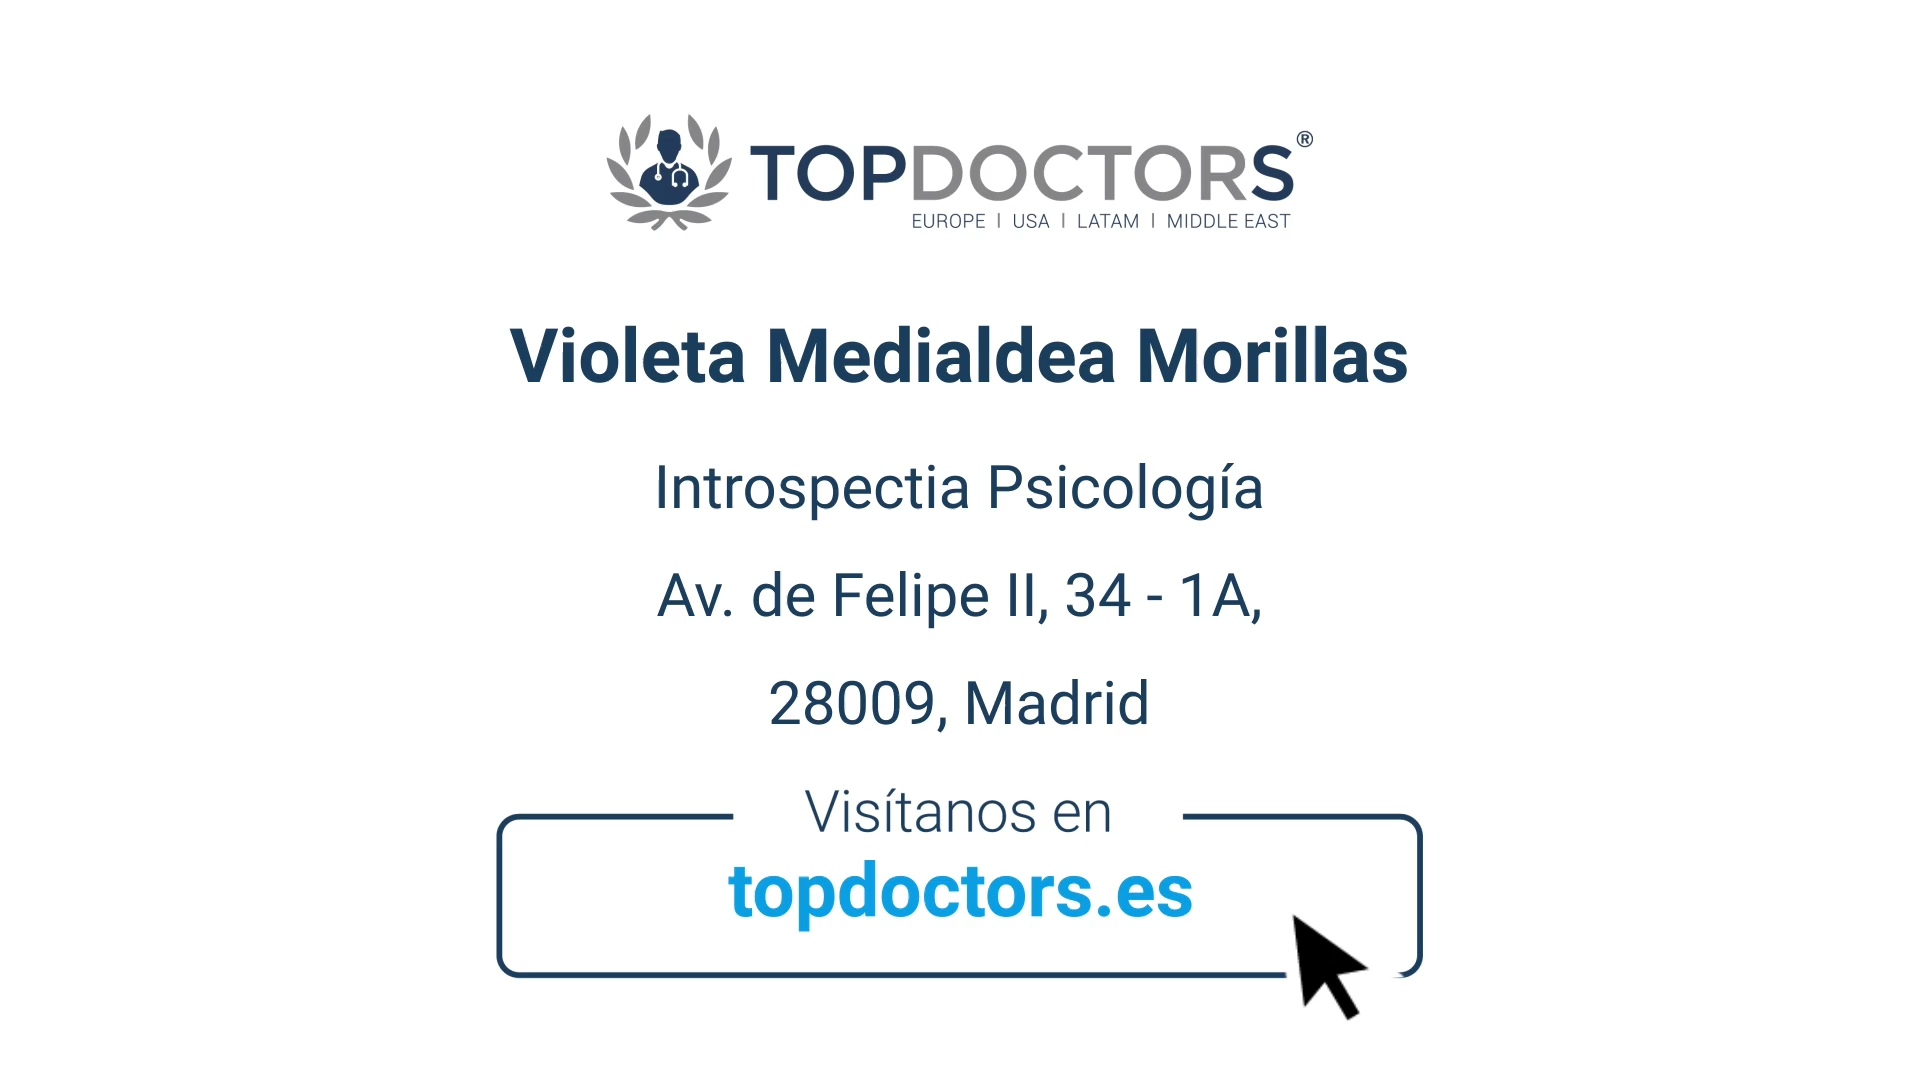 TOPDOCTORS®
EUROPE | USA | LATAM | MIDDLE EAST
Violeta Medialdea Morillas
Introspectia Psicología
Av. de Felipe II, 34 - 1A,
28009, Madrid
Visítanos en
topdoctors.es